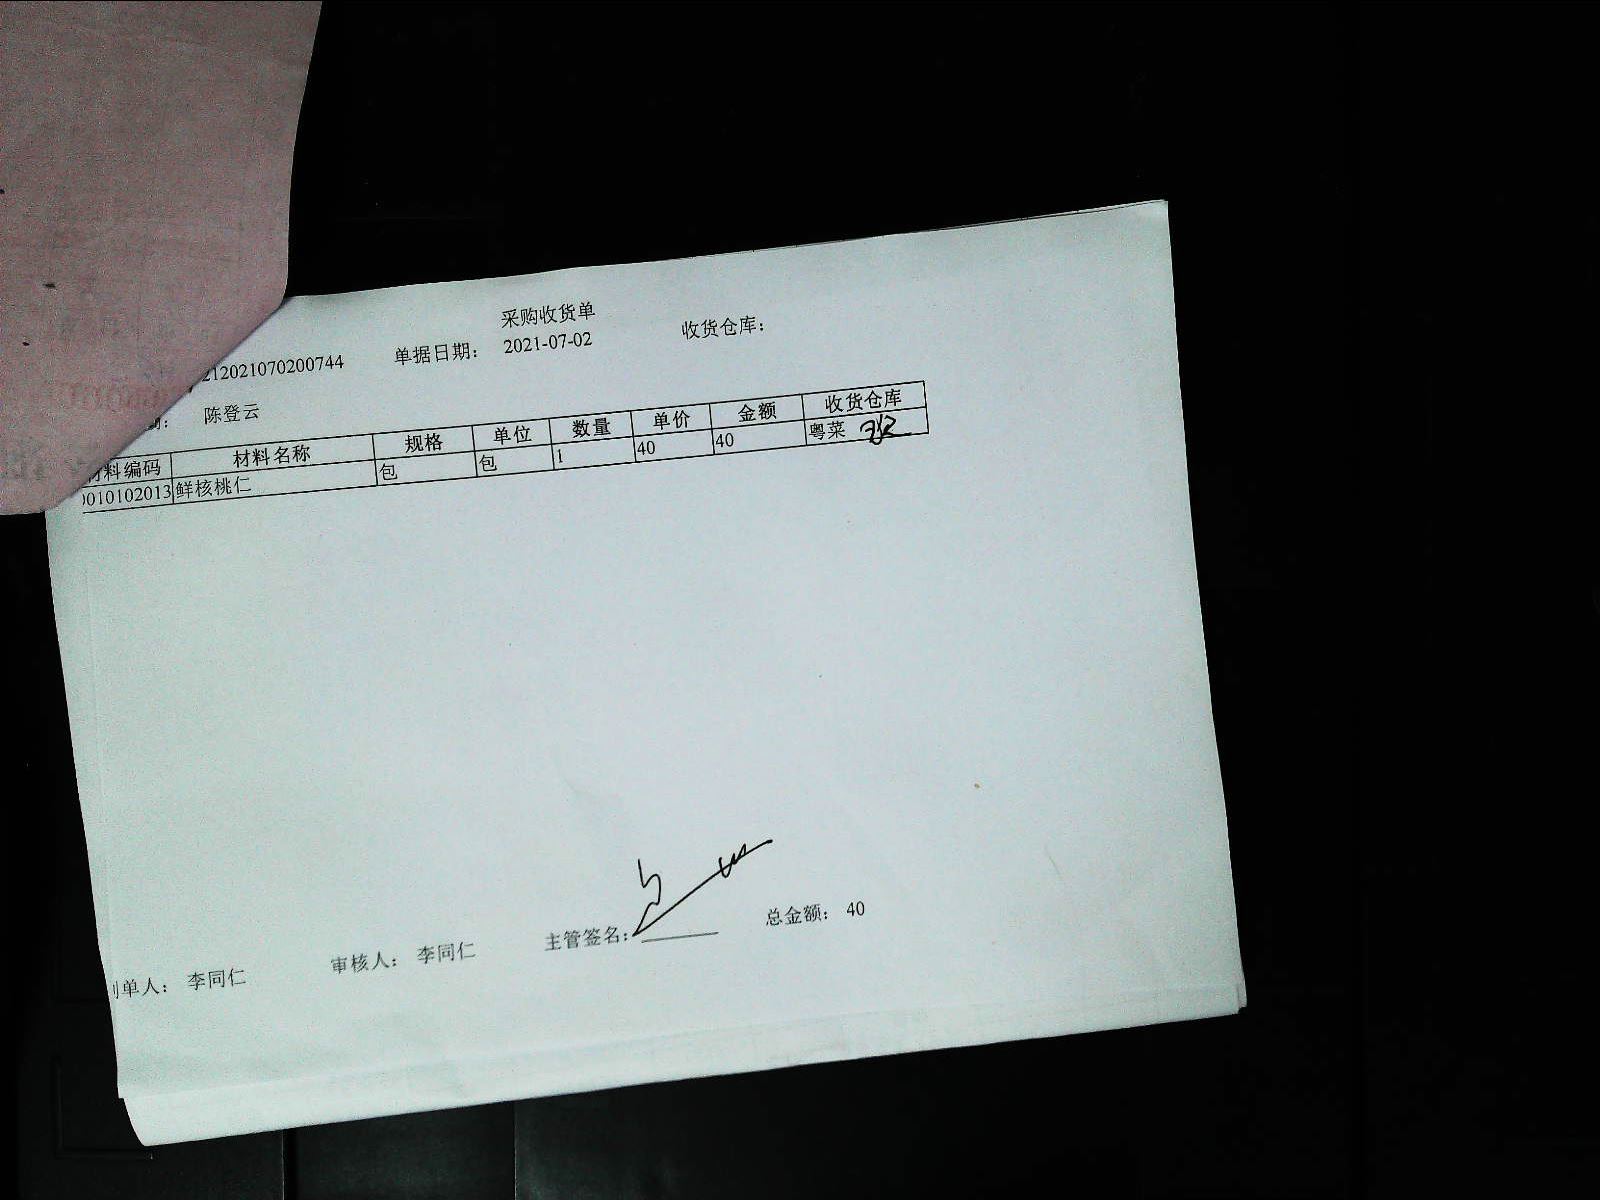 采购收货单
212021070200744 单据日期: 2021-07-02 收货仓库:
陈登云
材料编码 材料名称 规格 单位 数量 单价 金额 收货仓库
010102013 鲜核桃仁 包 包 1 40 40 粤菜
制单人: 李同仁 审核人: 李同仁 主管签名: 总金额: 40